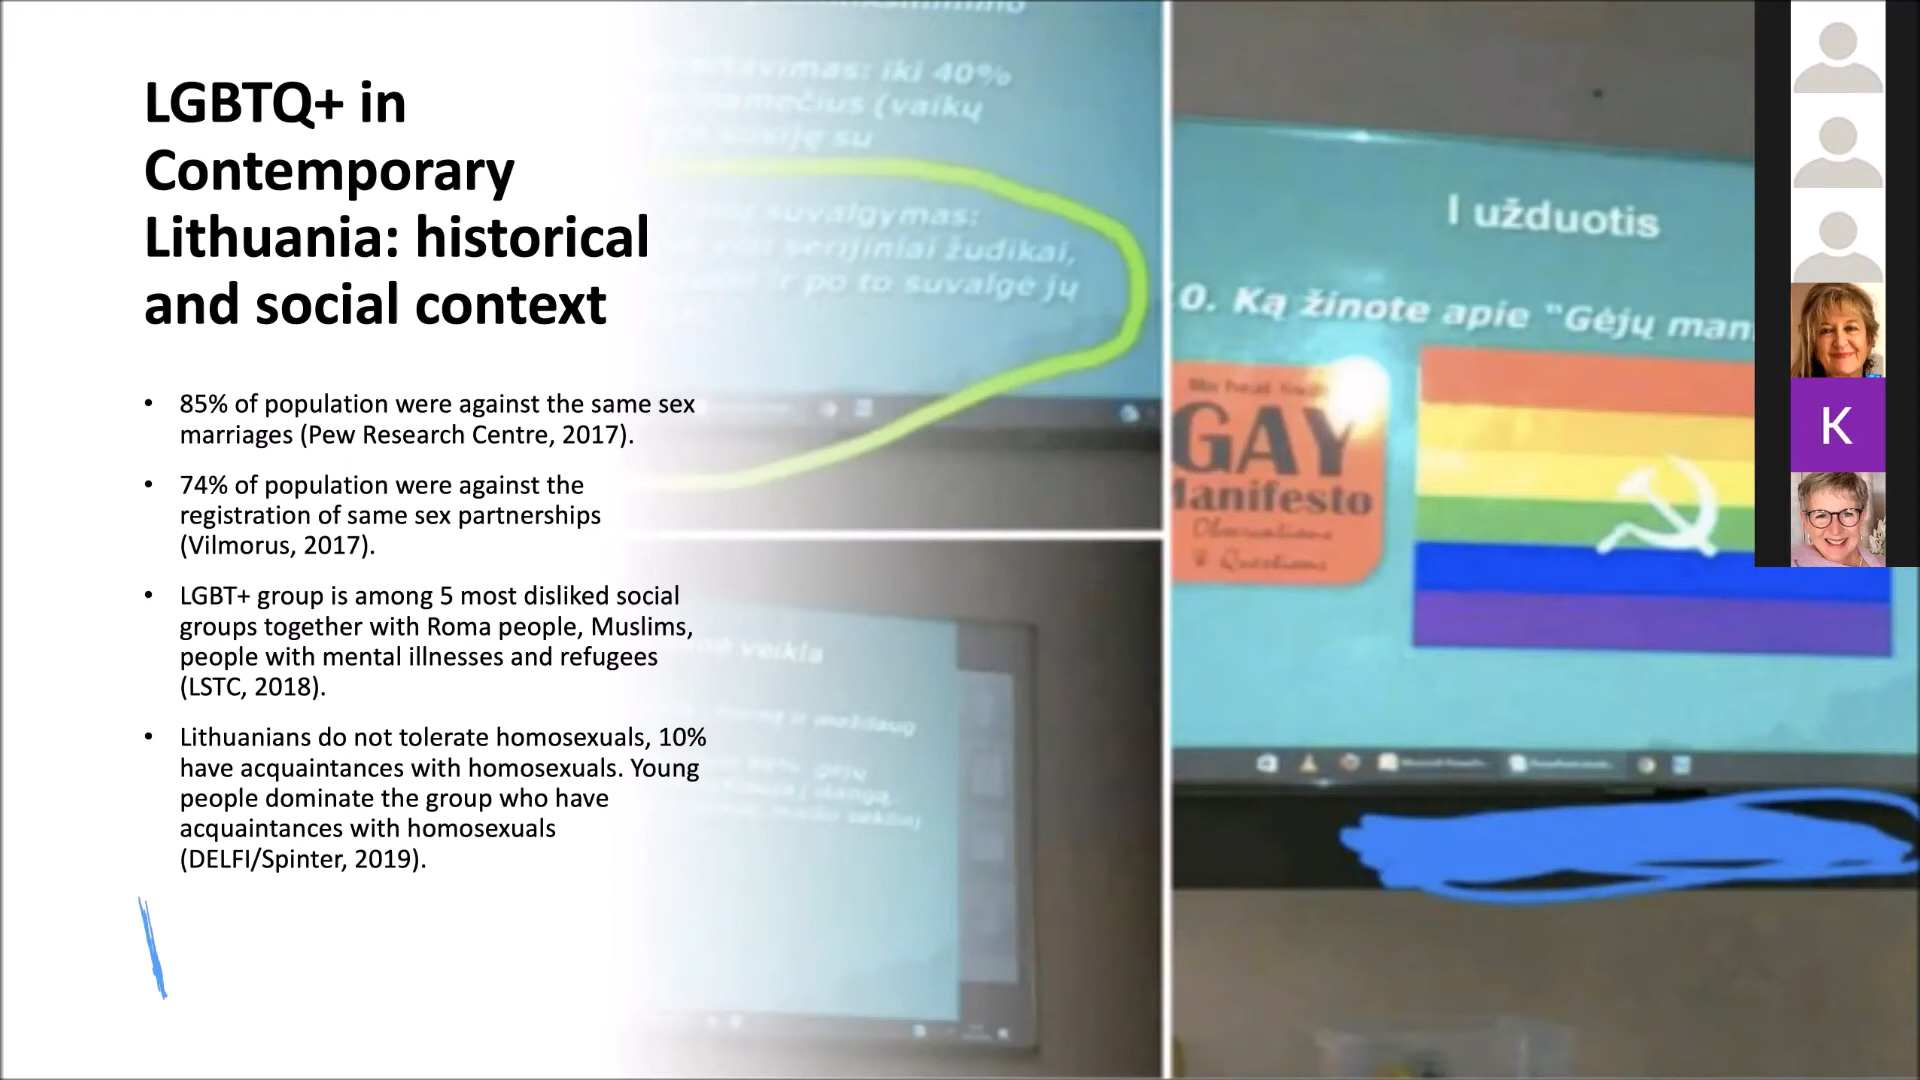 LGBTQ+ in
Contemporary
Lithuania: historical
and social context
• 85% of population were against the same sex
marriages (Pew Research Centre, 2017).
• 74% of population were against the
registration of same sex partnerships
(Vilmorus, 2017).
• LGBT+ group is among 5 most disliked social
groups together with Roma people, Muslims,
people with mental illnesses and refugees
(LSTC, 2018).
• Lithuanians do not tolerate homosexuals, 10%
have acquaintances with homosexuals. Young
people dominate the group who have
acquaintances with homosexuals
(DELFI/Spinter, 2019).
iki 40%
(vaikų
su
suvalgymas:
serijiniai žudikai,
ir po to suvalgė jų
veikla
I užduotis
0. Ką žinote apie "Gėjų man
GAY
Manifesto
Observations
& Questions
K